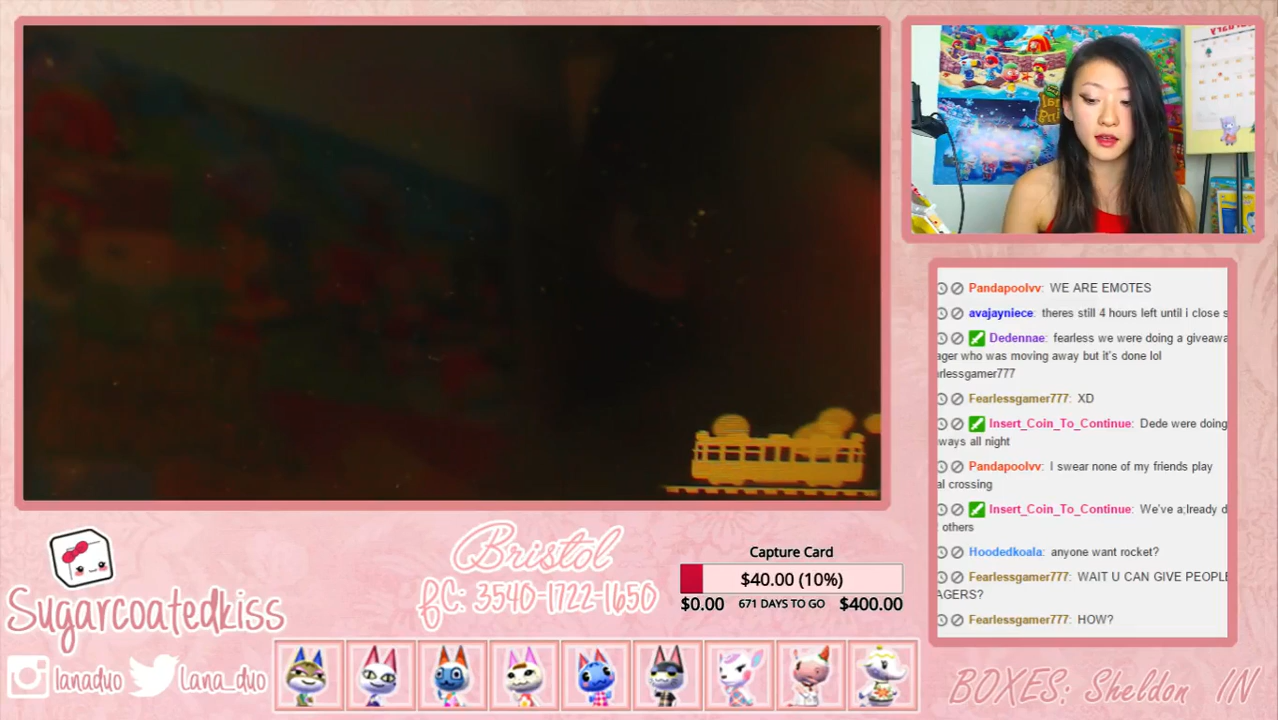 Pandapoolvv: WE ARE EMOTES
avajayniece: theres still 4 hours left until i close s
Dedennae: fearless we were doing a giveawa
ager who was moving away but it's done lol
rlessgamer777
Fearlessgamer777: XD
Insert_Coin_To_Continue: Dede were doing
ways all night
Pandapoolvv: I swear none of my friends play
al crossing
Insert_Coin_To_Continue: We've a;lready d
others
Hoodedkoala: anyone want rocket?
Fearlessgamer777: WAIT U CAN GIVE PEOPLE
AGERS?
Fearlessgamer777: HOW?
Bristol
FC: 3540-1722-1650
Capture Card
$40.00 (10%)
$0.00 671 DAYS TO GO $400.00
Sugarcoatedkiss
lanaduo Lana_duo
BOXES: Sheldon IN